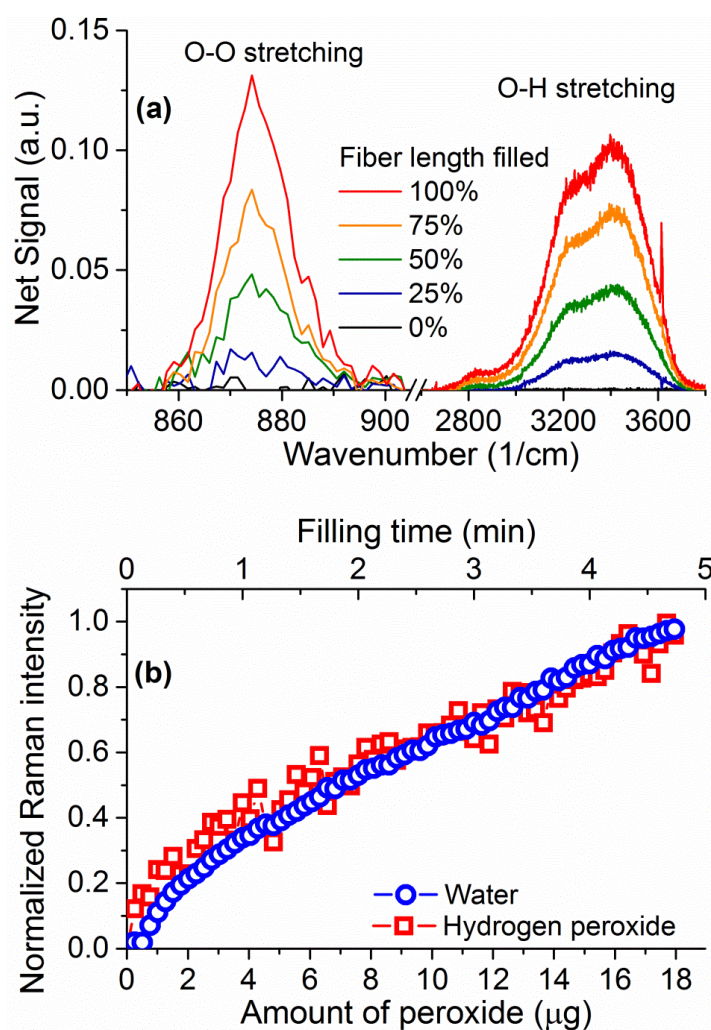 0.15
0.10
0.05
0.00
Net Signal (a.u.)
(a)
O-O stretching
O-H stretching
Fiber length filled
100%
75%
50%
25%
0%
860 880 900 2800 3200 3600
Wavenumber (1/cm)
Filling time (min)
0 1 2 3 4 5
1.0
0.8
0.6
0.4
0.2
0.0
Normalized Raman intensity
(b)
Water
Hydrogen peroxide
0 2 4 6 8 10 12 14 16 18
Amount of peroxide (μg)